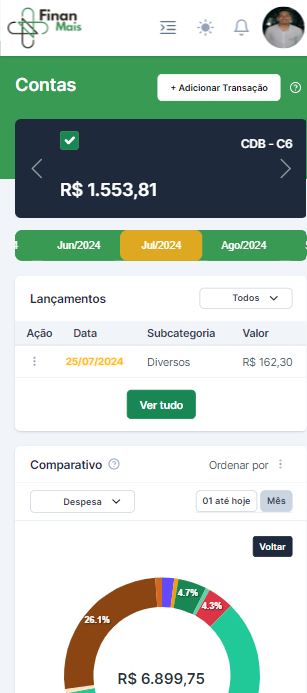 Finan
Mais
Contas
+ Adicionar Transação
CDB - C6
R$ 1.553,81
4
Jun/2024
Jul/2024
Ago/2024
S
Lançamentos
Todos
Ação
Data
Subcategoria
Valor
25/07/2024
Diversos
R$ 162,30
Ver tudo
Comparativo
Ordenar por
Despesa
01 até hoje
Mês
Voltar
4.7%
4.3%
26.1%
R$ 6.899,75